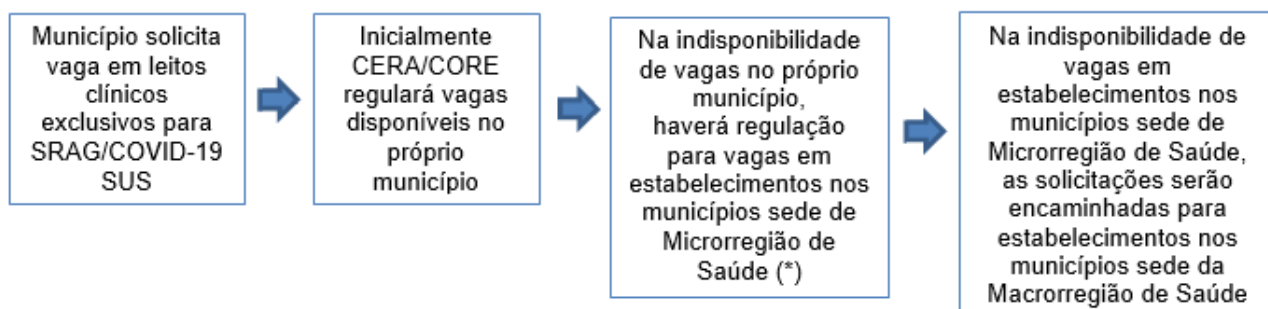 Município solicita
vaga em leitos
clínicos
exclusivos para
SRAG/COVID-19
SUS
Inicialmente
CERA/CORE
regulará vagas
disponíveis no
próprio
município
Na indisponibilidade
de vagas no próprio
município,
haverá regulação
para vagas em
estabelecimentos nos
municípios sede de
Microrregião de
Saúde (*)
Na indisponibilidade de
vagas em
estabelecimentos nos
municípios sede de
Microrregião de Saúde,
as solicitações serão
encaminhadas para
estabelecimentos nos
municípios sede da
Macrorregião de Saúde